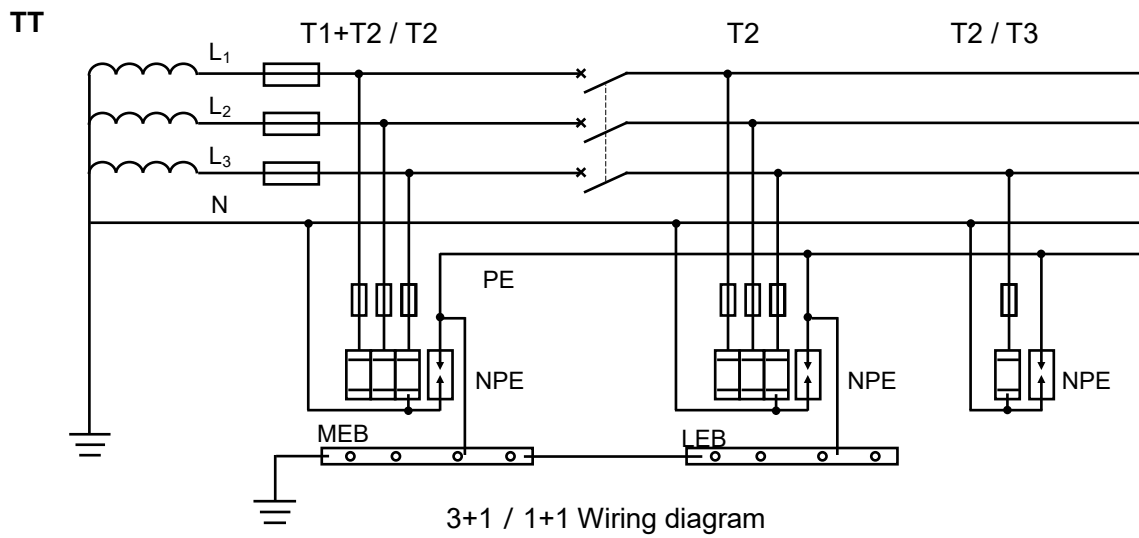 TT
T1+T2 / T2
T2
T2 / T3
L₁
L₂
L₃
N
PE
NPE
NPE
NPE
MEB
LEB
3+1 / 1+1 Wiring diagram